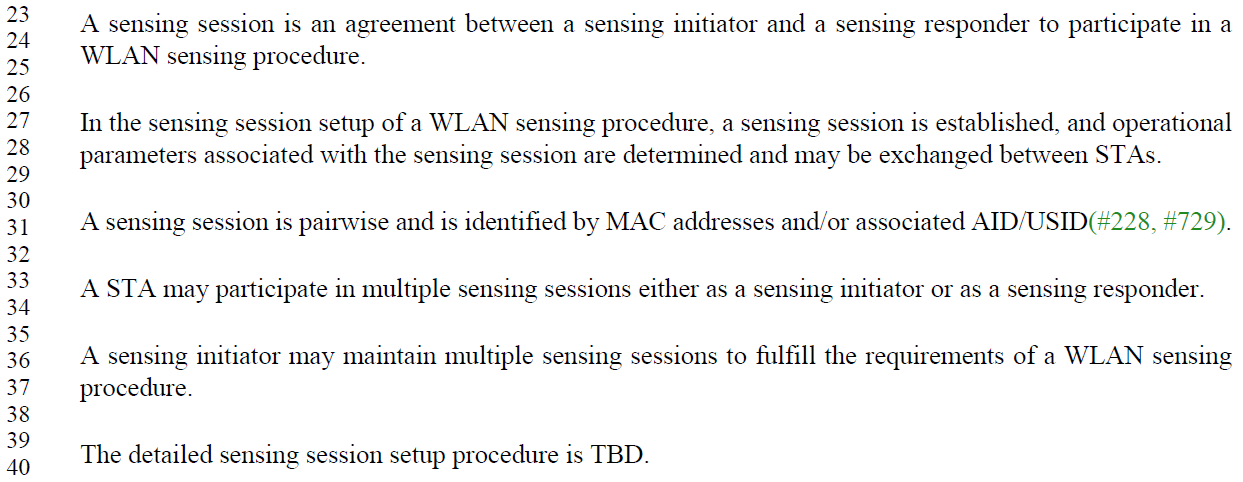 23
A sensing session is an agreement between a sensing initiator and a sensing responder to participate in a
24
WLAN sensing procedure.
25
26
27
In the sensing session setup of a WLAN sensing procedure, a sensing session is established, and operational
28
parameters associated with the sensing session are determined and may be exchanged between STAs.
29
30
31
A sensing session is pairwise and is identified by MAC addresses and/or associated AID/USID(#228, #729).
32
33
A STA may participate in multiple sensing sessions either as a sensing initiator or as a sensing responder.
34
35
36
A sensing initiator may maintain multiple sensing sessions to fulfill the requirements of a WLAN sensing
37
procedure.
38
39
The detailed sensing session setup procedure is TBD.
40